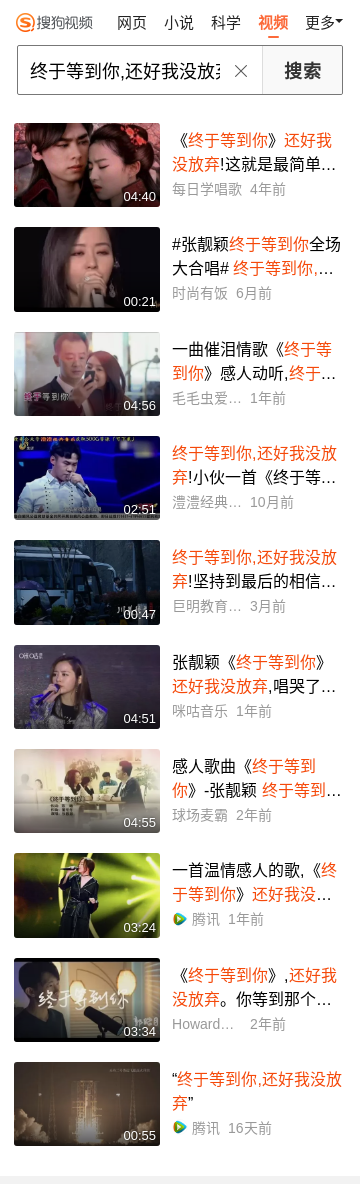 搜狗视频 网页 小说 科学 视频 更多
终于等到你,还好我没放弃 搜索
《终于等到你》还好我
没放弃!这就是最简单…
04:40
每日学唱歌 4年前
#张靓颖终于等到你全场
大合唱# 终于等到你,…
00:21
时尚有饭 6月前
一曲催泪情歌《终于等
到你》感人动听,终于…
终于等到你
04:56
毛毛虫爱… 1年前
终于等到你,还好我没放
弃!小伙一首《终于等…
02:51
澧澧经典… 10月前
终于等到你,还好我没放
弃!坚持到最后的相信…
00:47
巨明教育… 3月前
张靓颖《终于等到你》
还好我没放弃,唱哭了…
04:51
咪咕音乐 1年前
感人歌曲《终于等到
你》-张靓颖 终于等到…
《终于等到你》
04:55
球场麦霸 2年前
一首温情感人的歌,《终
于等到你》还好我没…
03:24
腾讯 1年前
《终于等到你》,还好我
没放弃。你等到那个…
终于等到你
03:34
Howard… 2年前
“终于等到你,还好我没放
弃”
00:55
腾讯 16天前